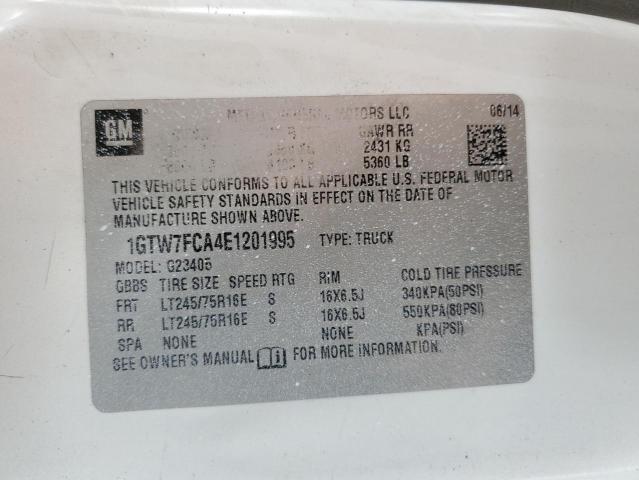 GM
MOTORS LLC 06/14
GAWR RR
2431 KG
5360 LB
THIS VEHICLE CONFORMS TO ALL APPLICABLE U.S. FEDERAL MOTOR
VEHICLE SAFETY STANDARDS IN EFFECT ON THE DATE OF
MANUFACTURE SHOWN ABOVE.
1GTW7FCA4E1201995 TYPE: TRUCK
MODEL: G23405
GBBS TIRE SIZE SPEED RTG RIM COLD TIRE PRESSURE
FRT LT245/75R16E S 16X6.5J 340KPA(50PSI)
RR LT245/75R16E S 16X6.5J 550KPA(80PSI)
SPA NONE NONE KPA(PSI)
SEE OWNER'S MANUAL FOR MORE INFORMATION.